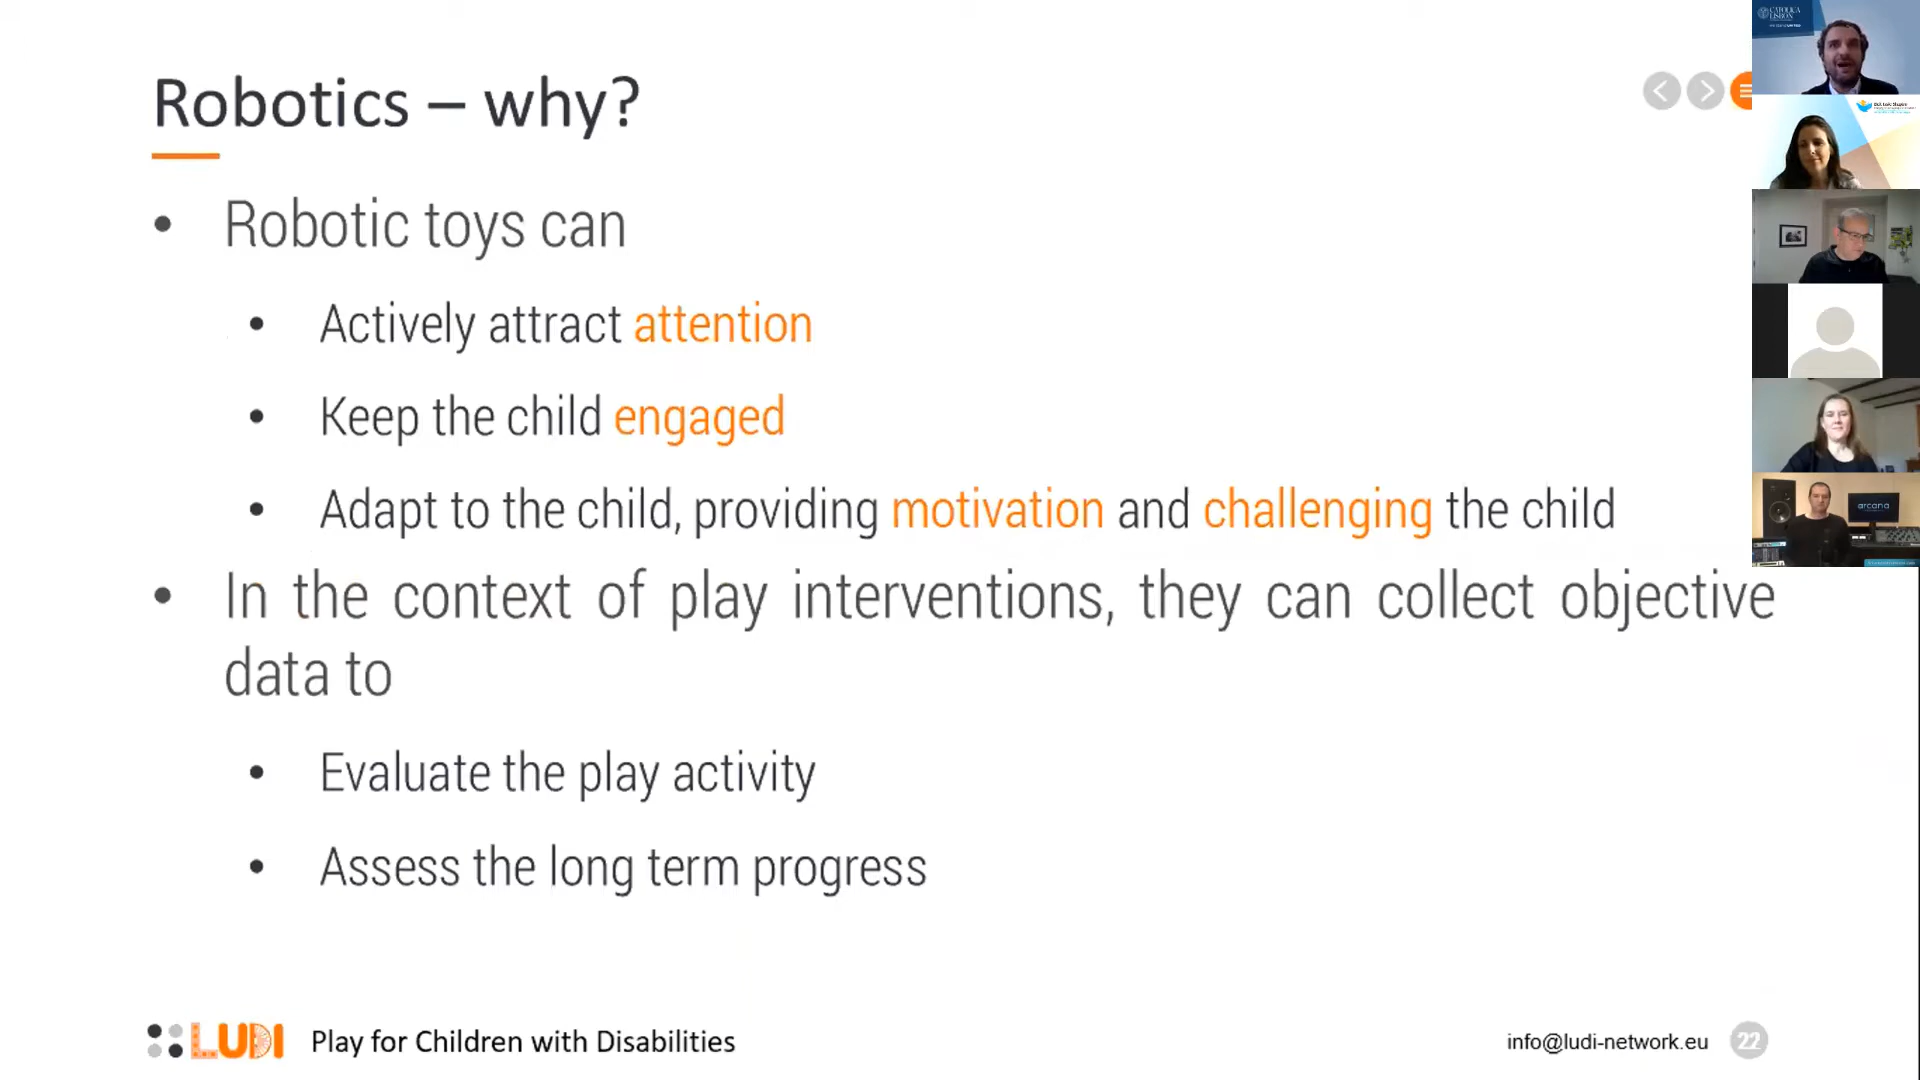 Robotics – why?
• Robotic toys can
• Actively attract attention
• Keep the child engaged
• Adapt to the child, providing motivation and challenging the child
• In the context of play interventions, they can collect objective
data to
• Evaluate the play activity
• Assess the long term progress
LUDI
Play for Children with Disabilities
info@ludi-network.eu
22
CATÓLICA
LISBON
arcana